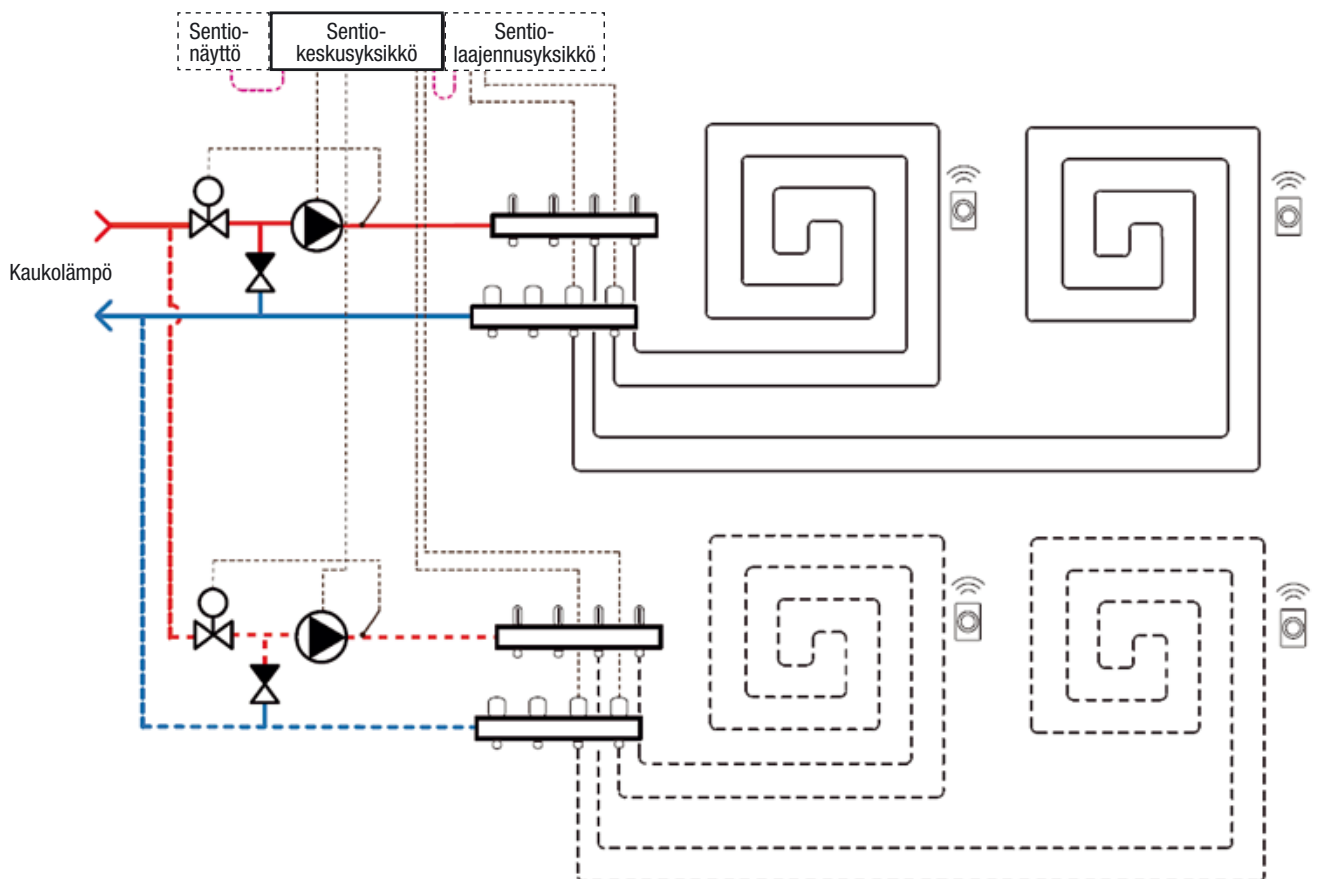 Sentio-
näyttö
Sentio-
keskusyksikkö
Sentio-
laajennusyksikkö
Kaukolämpö